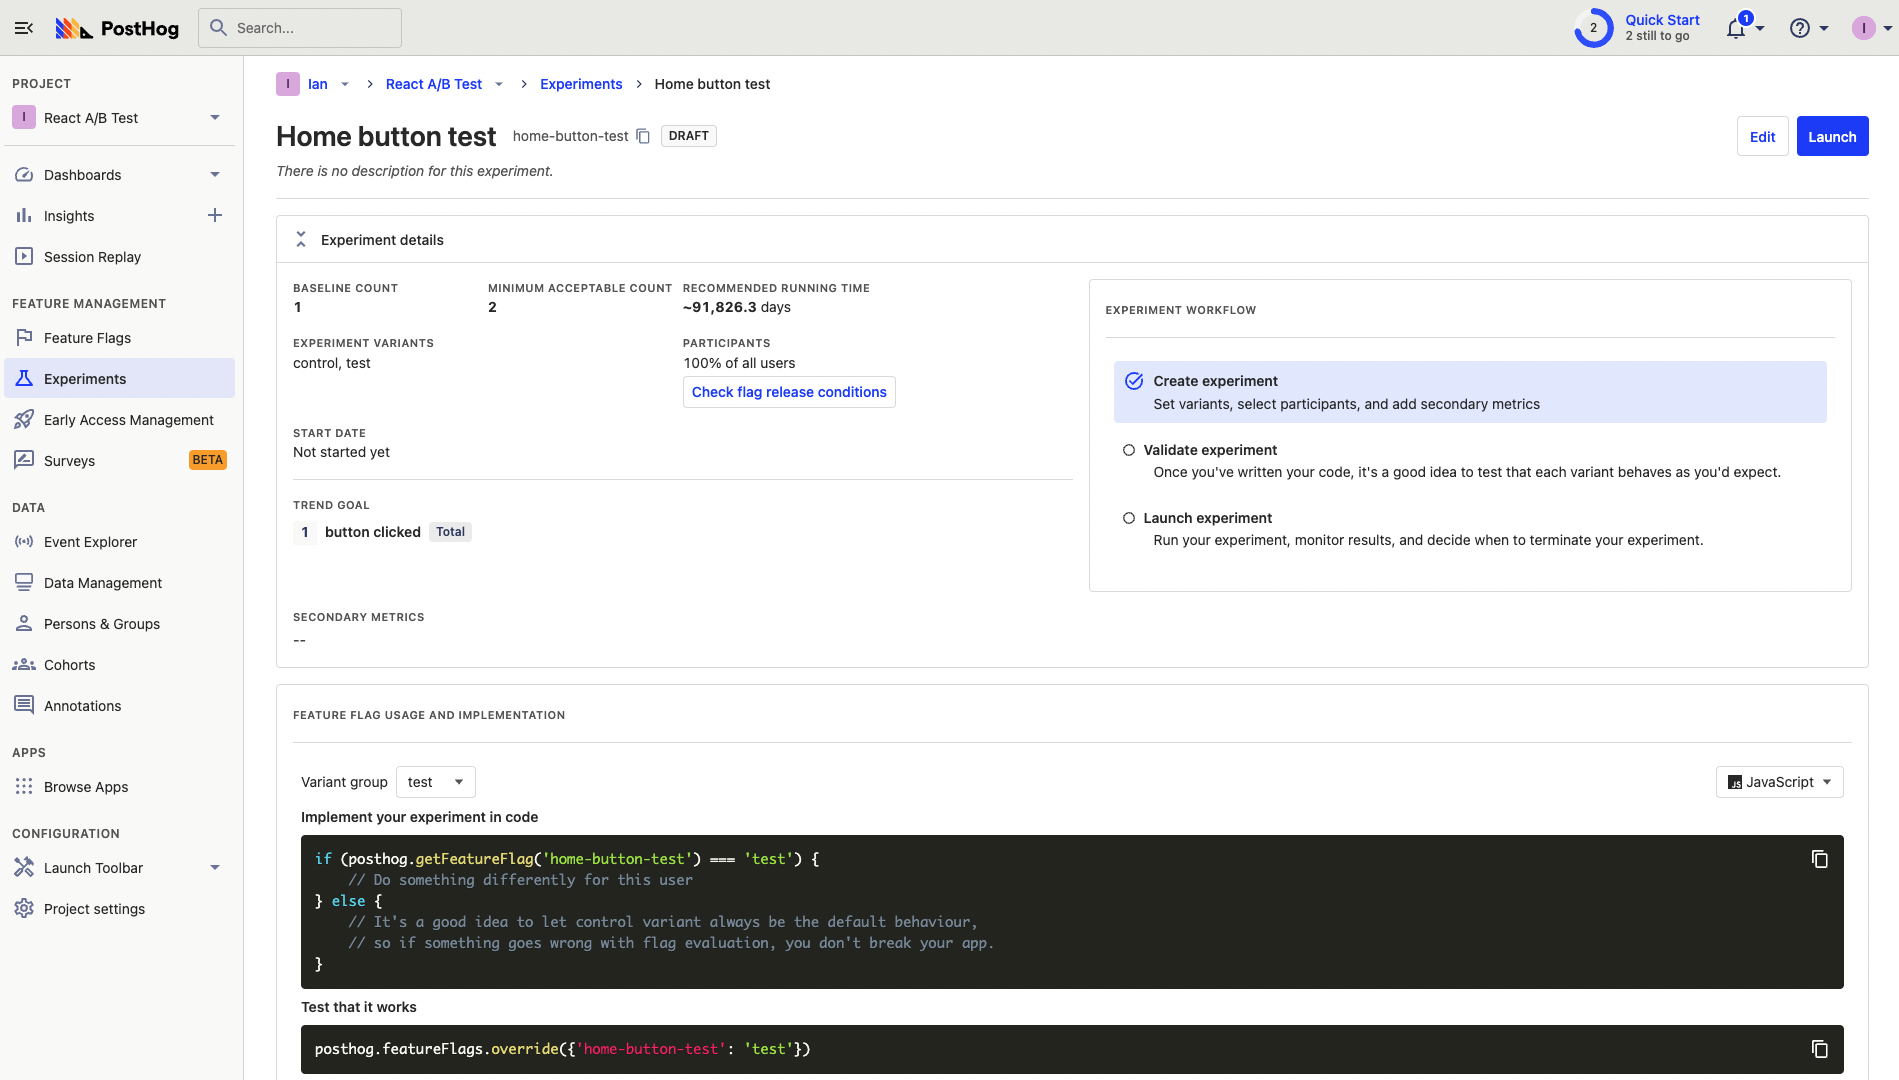 PostHog
Search...
2
Quick Start
2 still to go
1
I
PROJECT
I
React A/B Test
Dashboards
Insights
Session Replay
FEATURE MANAGEMENT
Feature Flags
Experiments
Early Access Management
Surveys
BETA
DATA
Event Explorer
Data Management
Persons & Groups
Cohorts
Annotations
APPS
Browse Apps
CONFIGURATION
Launch Toolbar
Project settings
I Ian > React A/B Test > Experiments > Home button test
Home button test home-button-test DRAFT
Edit
Launch
There is no description for this experiment.
Experiment details
BASELINE COUNT
1
MINIMUM ACCEPTABLE COUNT
2
RECOMMENDED RUNNING TIME
~91,826.3 days
EXPERIMENT VARIANTS
control, test
PARTICIPANTS
100% of all users
Check flag release conditions
START DATE
Not started yet
TREND GOAL
1 button clicked Total
SECONDARY METRICS
--
EXPERIMENT WORKFLOW
Create experiment
Set variants, select participants, and add secondary metrics
Validate experiment
Once you've written your code, it's a good idea to test that each variant behaves as you'd expect.
Launch experiment
Run your experiment, monitor results, and decide when to terminate your experiment.
FEATURE FLAG USAGE AND IMPLEMENTATION
Variant group test
JS JavaScript
Implement your experiment in code
if (posthog.getFeatureFlag('home-button-test') === 'test') {
// Do something differently for this user
} else {
// It's a good idea to let control variant always be the default behaviour,
// so if something goes wrong with flag evaluation, you don't break your app.
}
Test that it works
posthog.featureFlags.override({'home-button-test': 'test'})